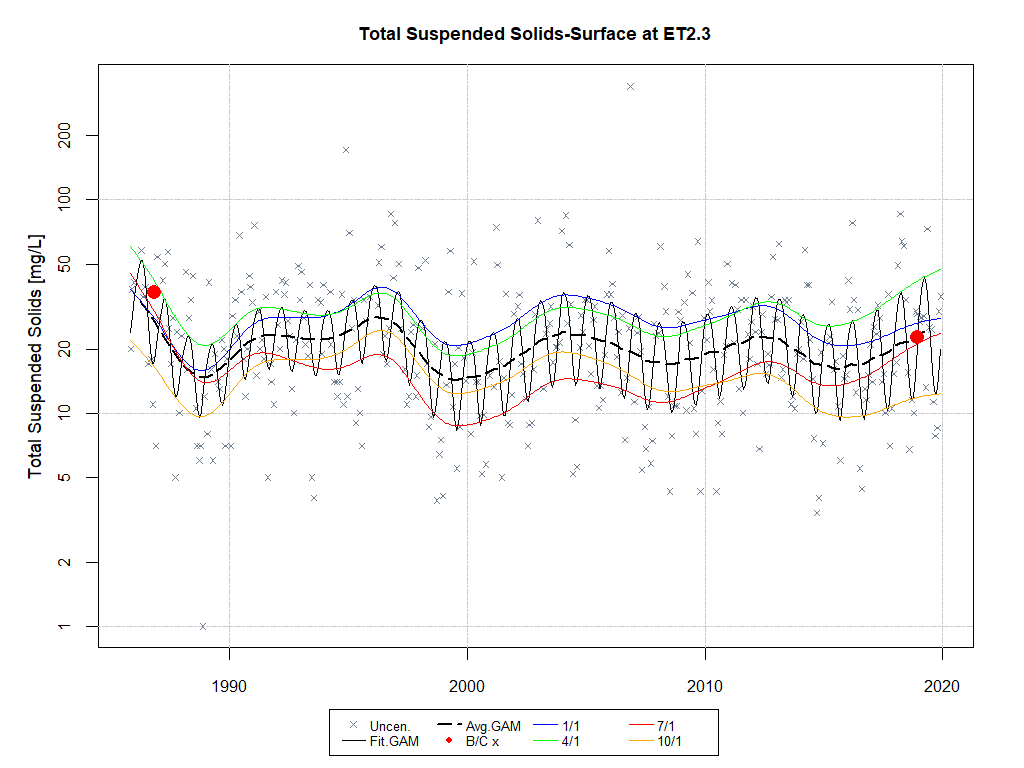 Total Suspended Solids-Surface at ET2.3
Total Suspended Solids [mg/L]
200
100
50
20
10
5
2
1
1990 2000 2010 2020
Uncen. Avg.GAM 1/1 7/1
Fit.GAM B/C x 4/1 10/1